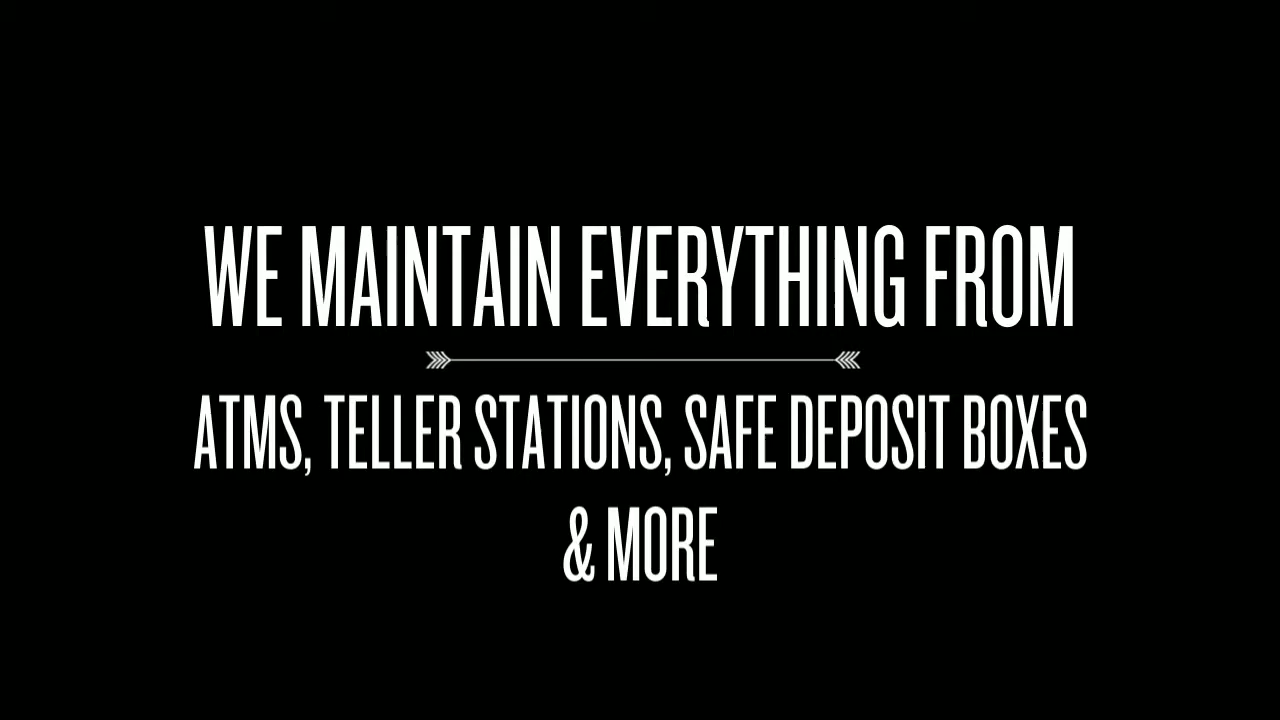 WE MAINTAIN EVERYTHING FROM
ATMS, TELLER STATIONS, SAFE DEPOSIT BOXES
& MORE